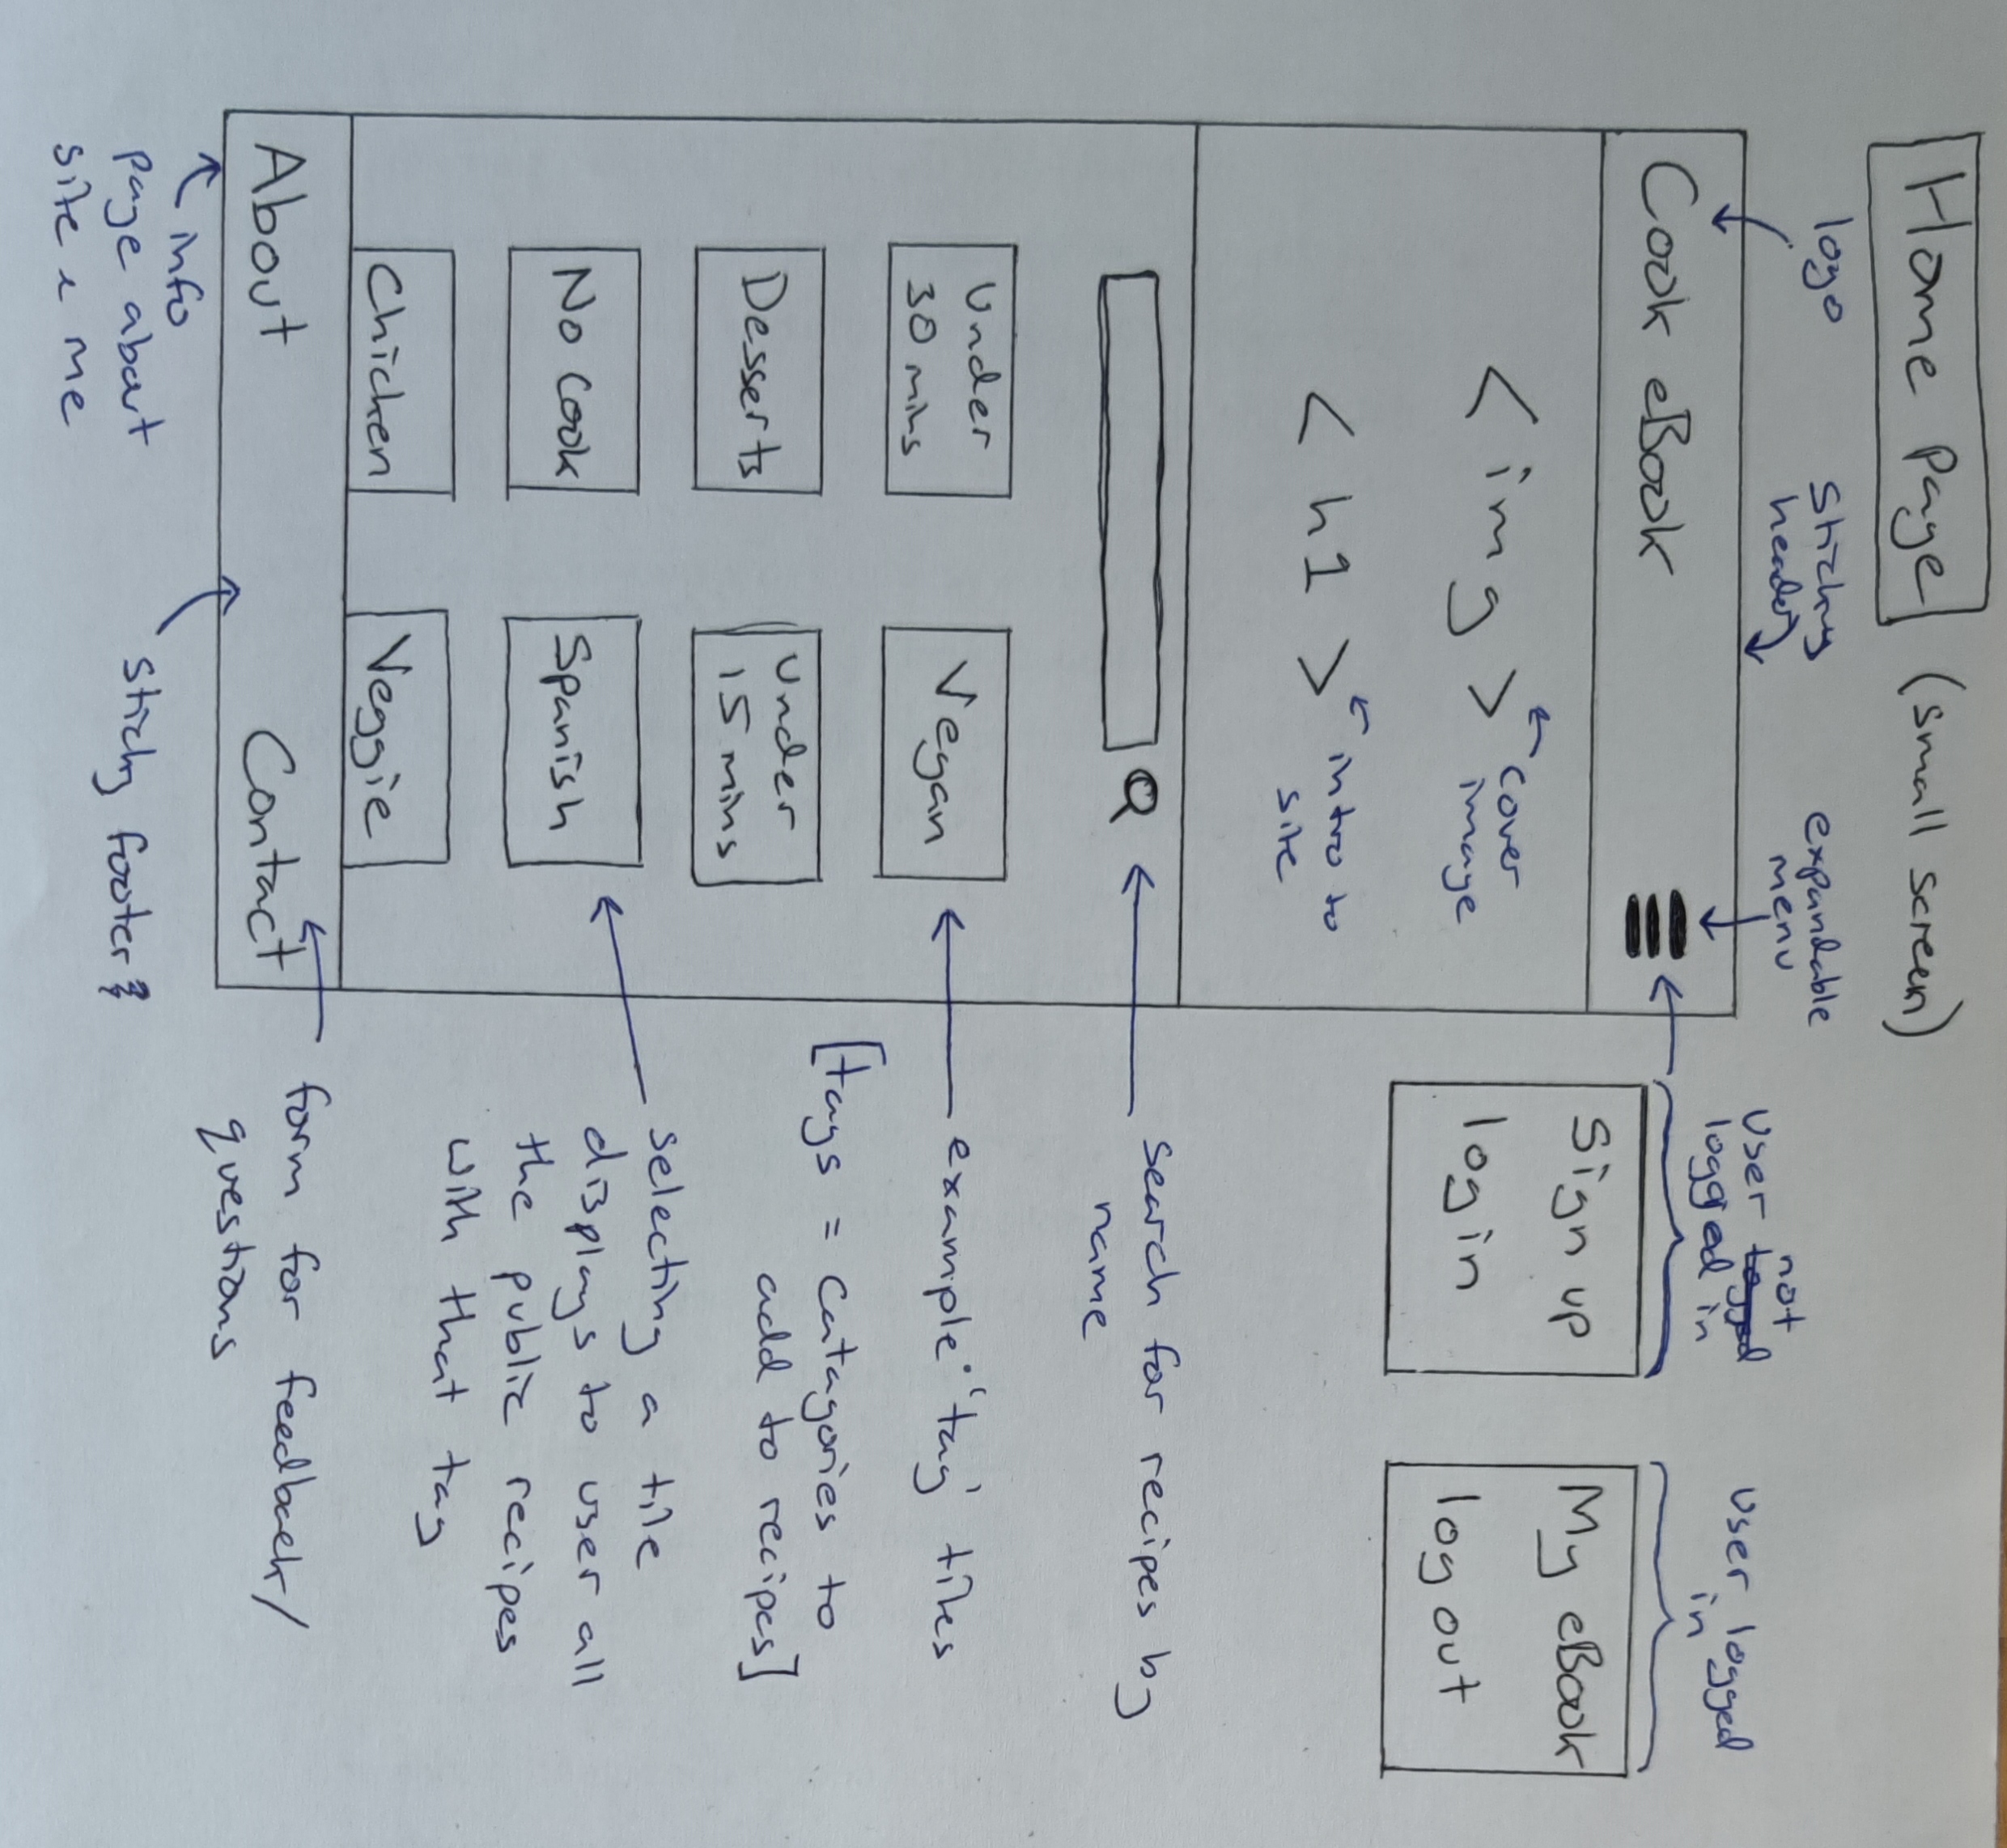 Home Page (small screen)
logo
sticky
header
expandable
menu
user not
logged in
user logged
in
Cook eBook
Sign up
log in
My eBook
log out
<img>
cover
image
<h1>
intro to
site
search for recipes by
name
Under
30 mins
Vegan
example 'tag' tiles
[tags = catagories to
add to recipes]
Desserts
Under
15 mins
selecting a tile
displays to user all
the public recipes
with that tag
No Cook
Spanish
Chicken
Veggie
About
Contact
form for feedback/
questions
info
page about
site & me
sticky footer